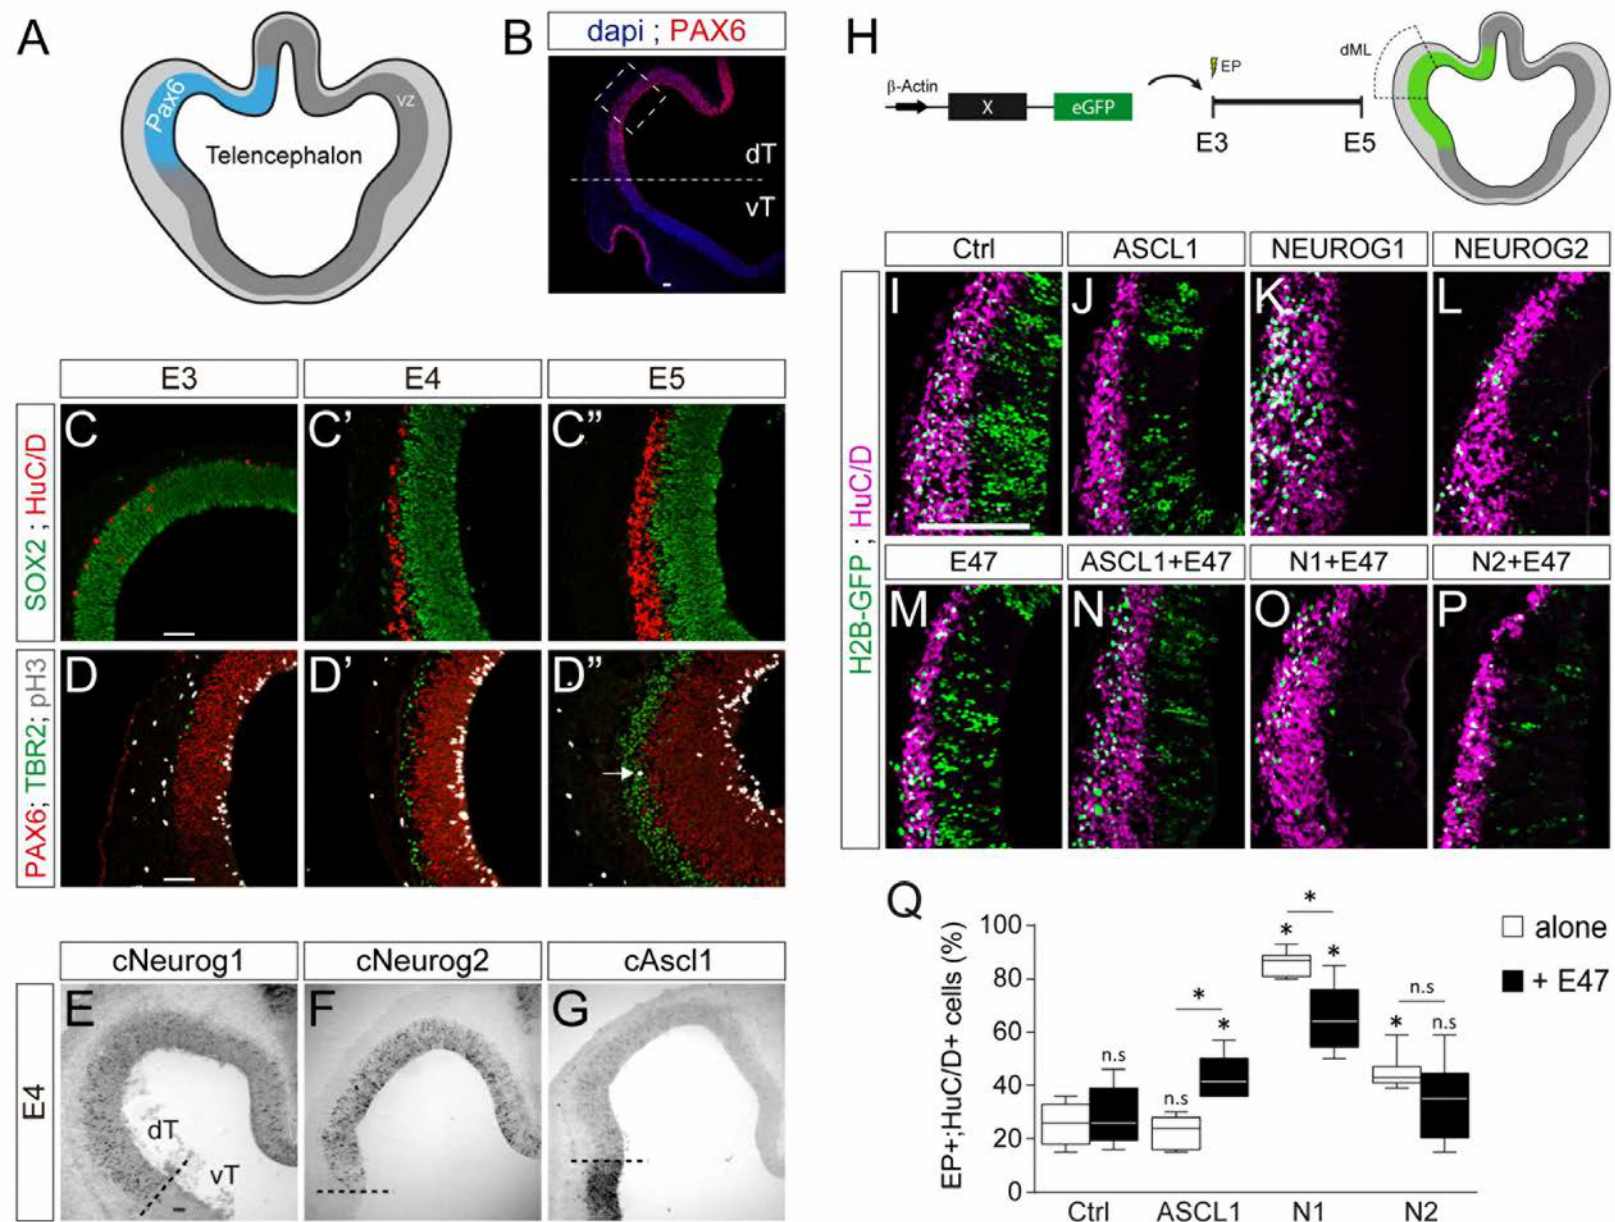 A
Pax6
VZ
Telencephalon
B
dapi ; PAX6
dT
vT
E3
E4
E5
SOX2 ; HuC/D
C
C’
C”
PAX6; TBR2; pH3
D
D’
D”
cNeurog1
cNeurog2
cAscl1
E4
E
dT
vT
F
G
H
β-Actin
X
eGFP
EP
E3
E5
dML
Ctrl
ASCL1
NEUROG1
NEUROG2
H2B-GFP ; HuC/D
I
J
K
L
E47
ASCL1+E47
N1+E47
N2+E47
M
N
O
P
Q
EP+;HuC/D+ cells (%)
100
80
60
40
20
0
n.s
n.s
*
*
*
*
*
*
n.s
n.s
Ctrl
ASCL1
N1
N2
alone
+ E47